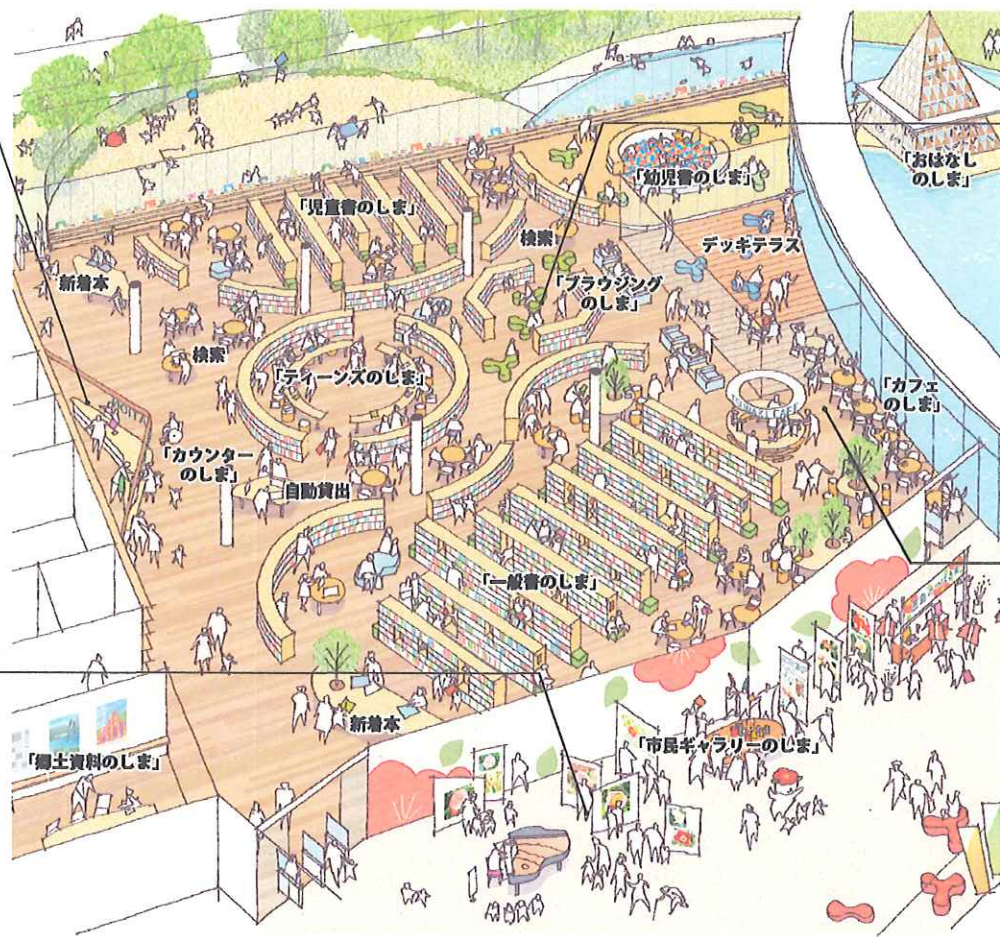 「おはなし
のしま」
「幼児書のしま」
「児童書のしま」
検索
デッキテラス
新着本
「ブラウジング
のしま」
検索
「ティーンズのしま」
「カフェ
のしま」
「カウンター
のしま」
自動貸出
「一般書のしま」
新着本
「市民ギャラリーのしま」
「郷土資料のしま」